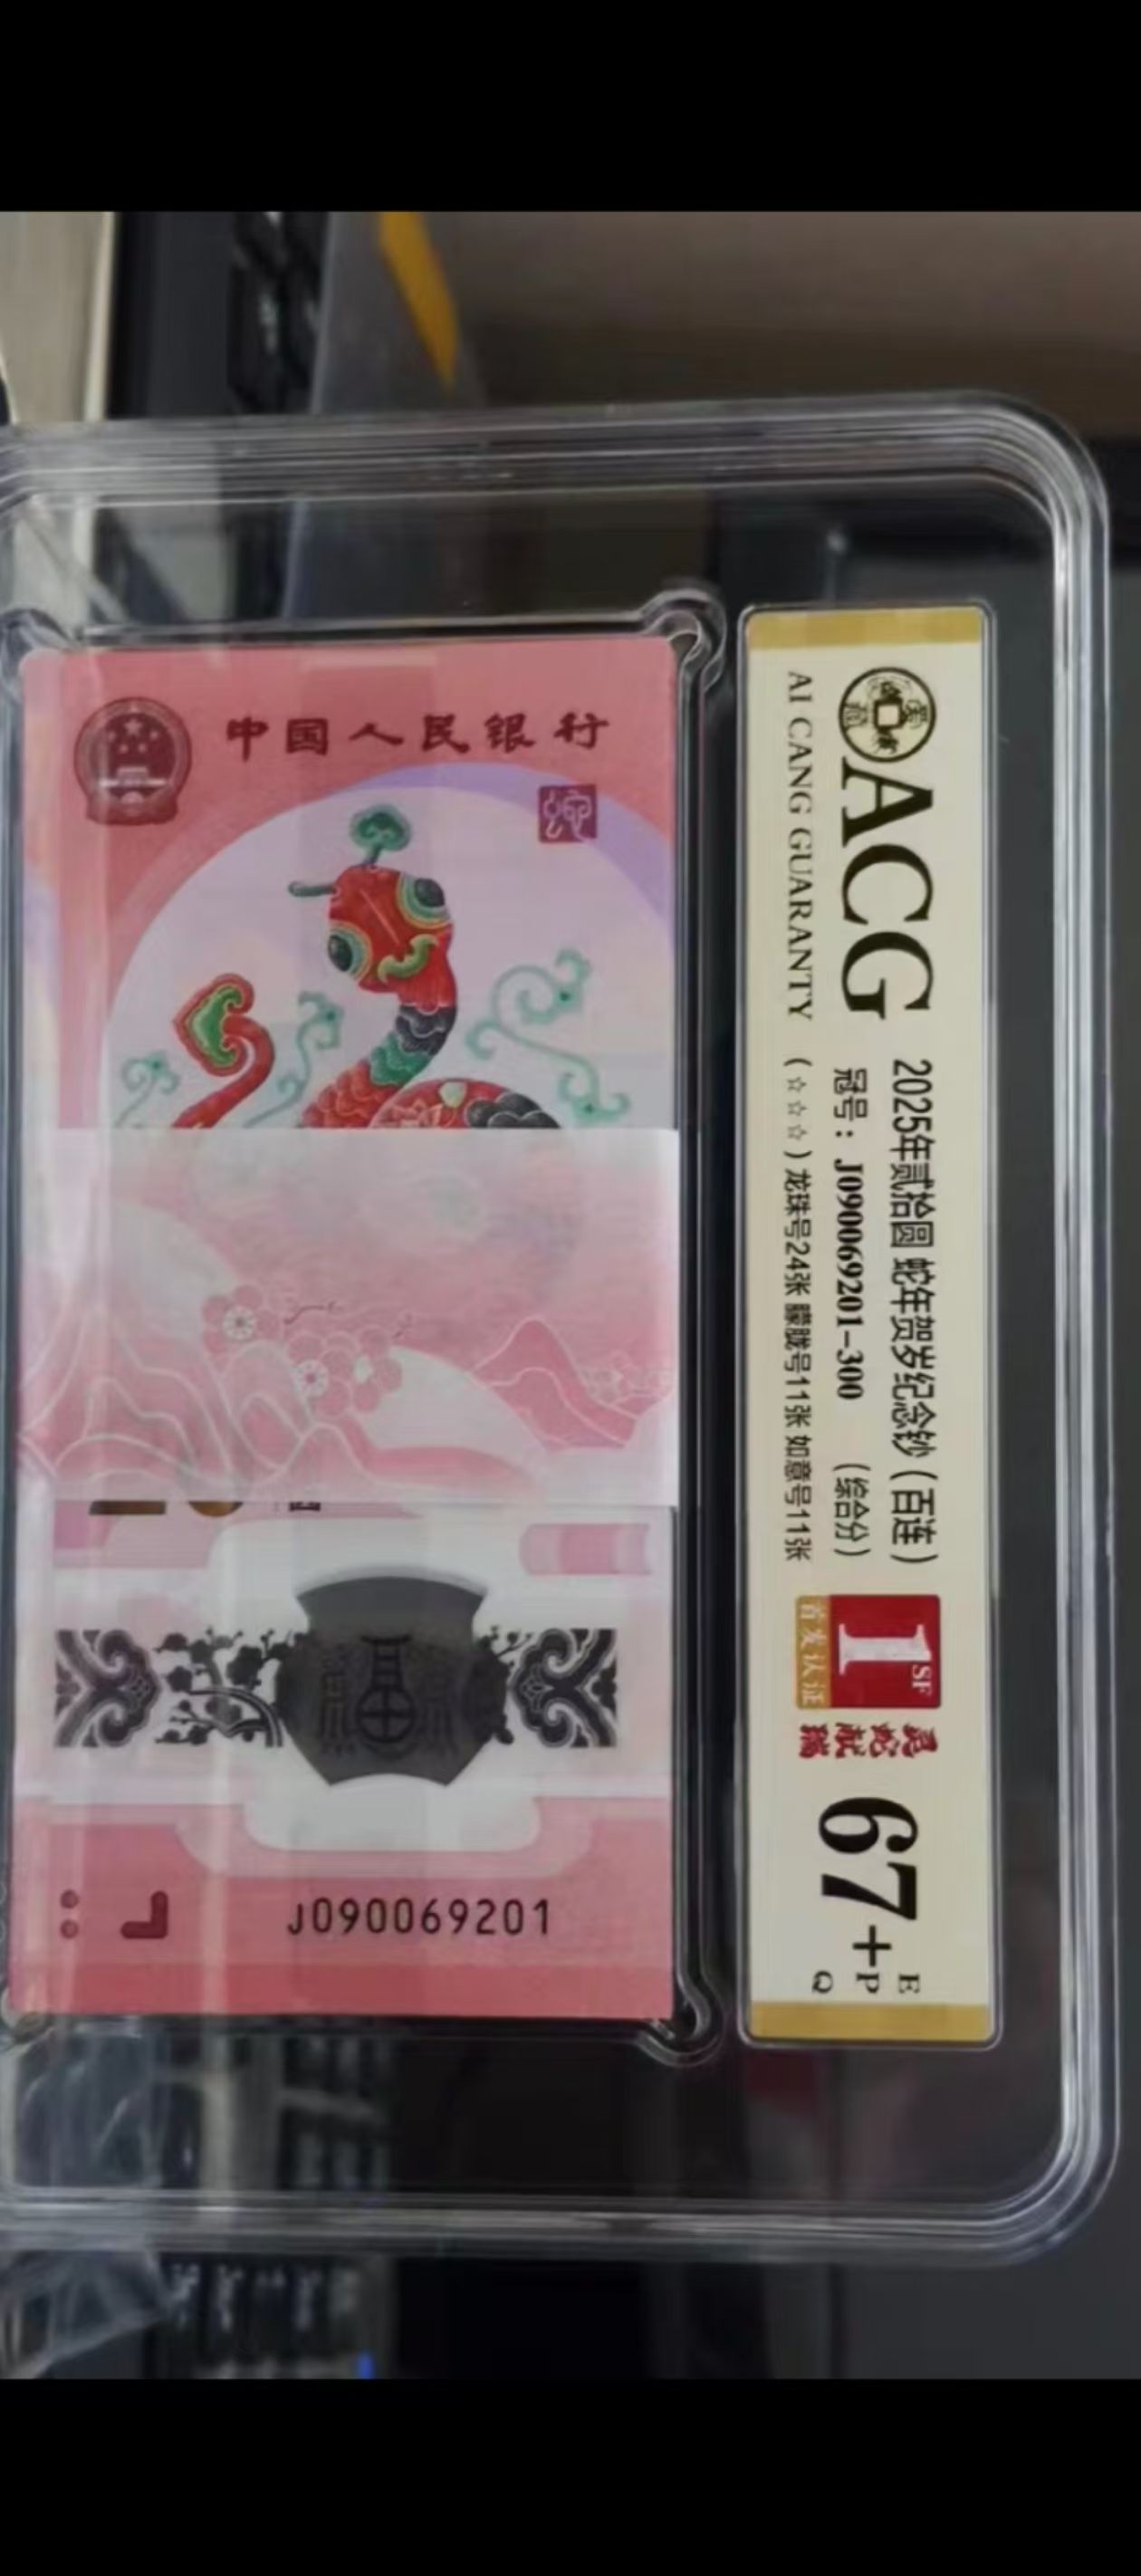 ACG
AI CANG GUARANTY
2025年贰拾圆 蛇年贺岁纪念钞（百连）
冠号：J090069201-300 （综合分）
（☆☆☆）龙珠号24张 朦胧号11张 如意号11张
1SF
首发认证
灵蛇献瑞
67+
E
P
Q
中国人民银行
蛇
J090069201